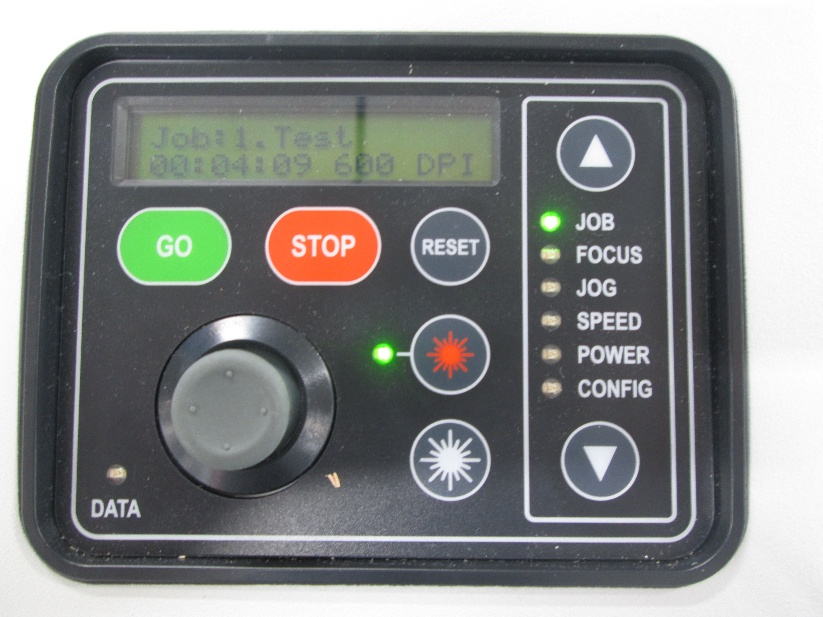 Job:1.Test
00:04:09 600 DPI
GO
STOP
RESET
JOB
FOCUS
JOG
SPEED
POWER
CONFIG
DATA